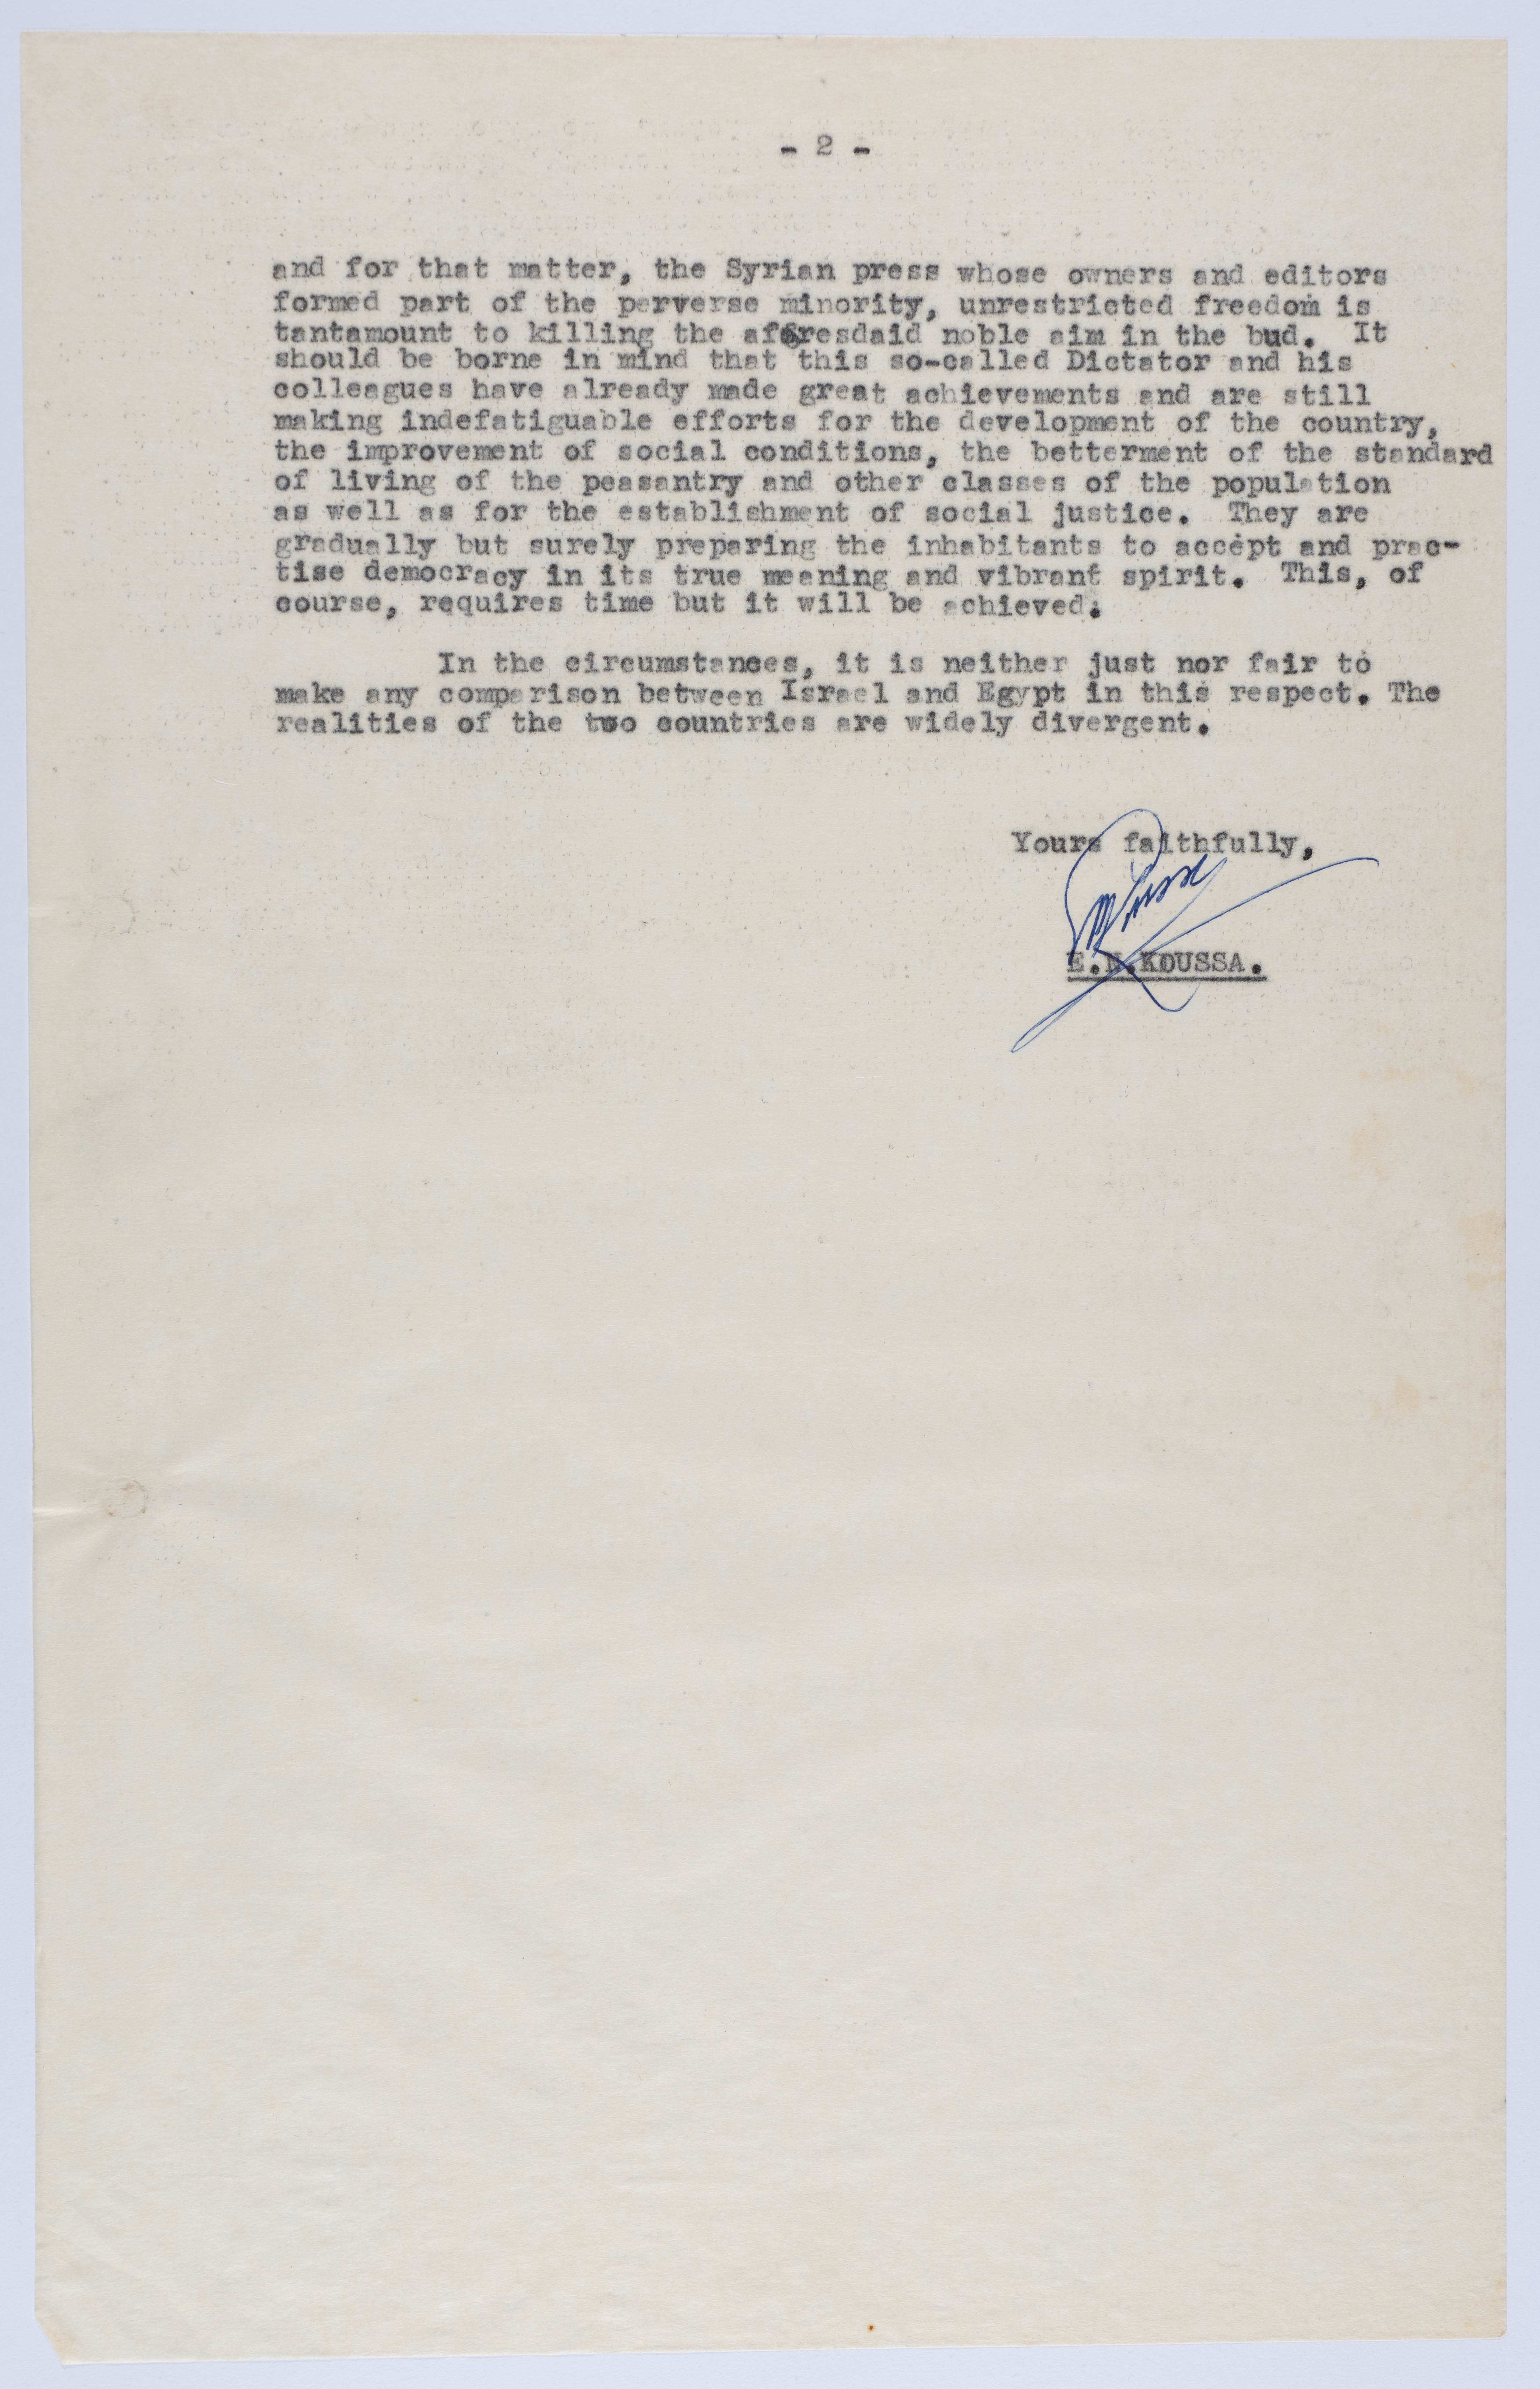 - 2 -
and for that matter, the Syrian press whose owners and editors
formed part of the perverse minority, unrestricted freedom is
tantamount to killing the aforesdaid noble aim in the bud. It
should be borne in mind that this so-called Dictator and his
colleagues have already made great achievements and are still
making indefatiguable efforts for the development of the country,
the improvement of social conditions, the betterment of the standard
of living of the peasantry and other classes of the population
as well as for the establishment of social justice. They are
gradually but surely preparing the inhabitants to accept and prac-
tise democracy in its true meaning and vibrant spirit. This, of
course, requires time but it will be achieved.
In the circumstances, it is neither just nor fair to
make any comparison between Israel and Egypt in this respect. The
realities of the two countries are widely divergent.
Yours faithfully,
E.N.KOUSSA.